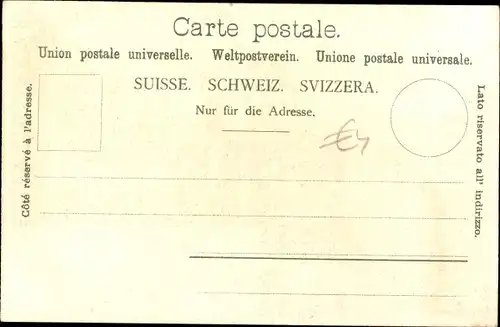 Carte postale.
Union postale universelle. Weltpostverein. Unione postale universale.
SUISSE. SCHWEIZ. SVIZZERA.
Nur für die Adresse.
Côté réservé à l'adresse.
Lato riservato all' indirizzo.
€4